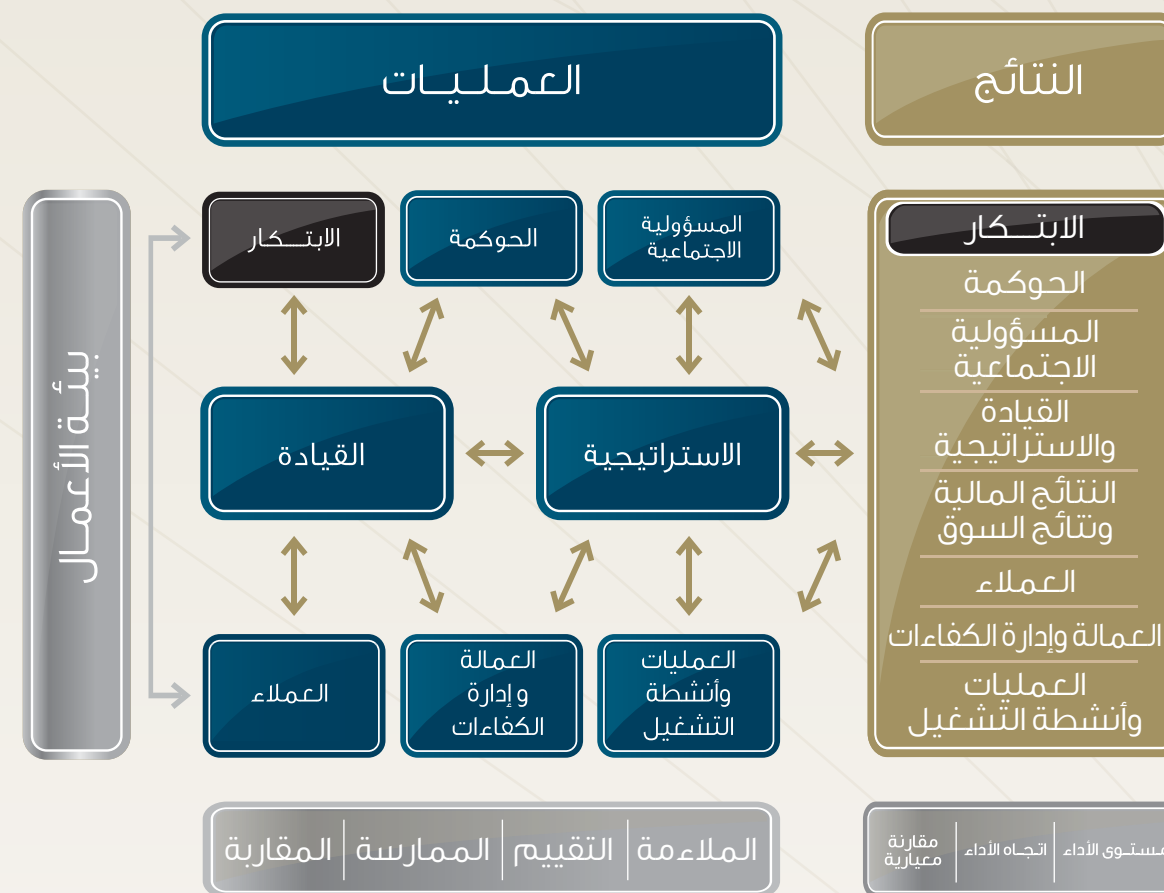 العمليات
النتائج
بيئة الأعمال
الابتكار
الحوكمة
المسؤولية
الاجتماعية
القيادة
الاستراتيجية
العملاء
العمالة
و إدارة
الكفاءات
العمليات
وأنشطة
التشغيل
الابتكار
الحوكمة
المسؤولية
الاجتماعية
القيادة
والاستراتيجية
النتائج المالية
ونتائج السوق
العملاء
العمالة وإدارة الكفاءات
العمليات
وأنشطة التشغيل
المقاربة
الممارسة
التقييم
الملاءمة
مقارنة
معيارية
اتجاه الأداء
مستوى الأداء